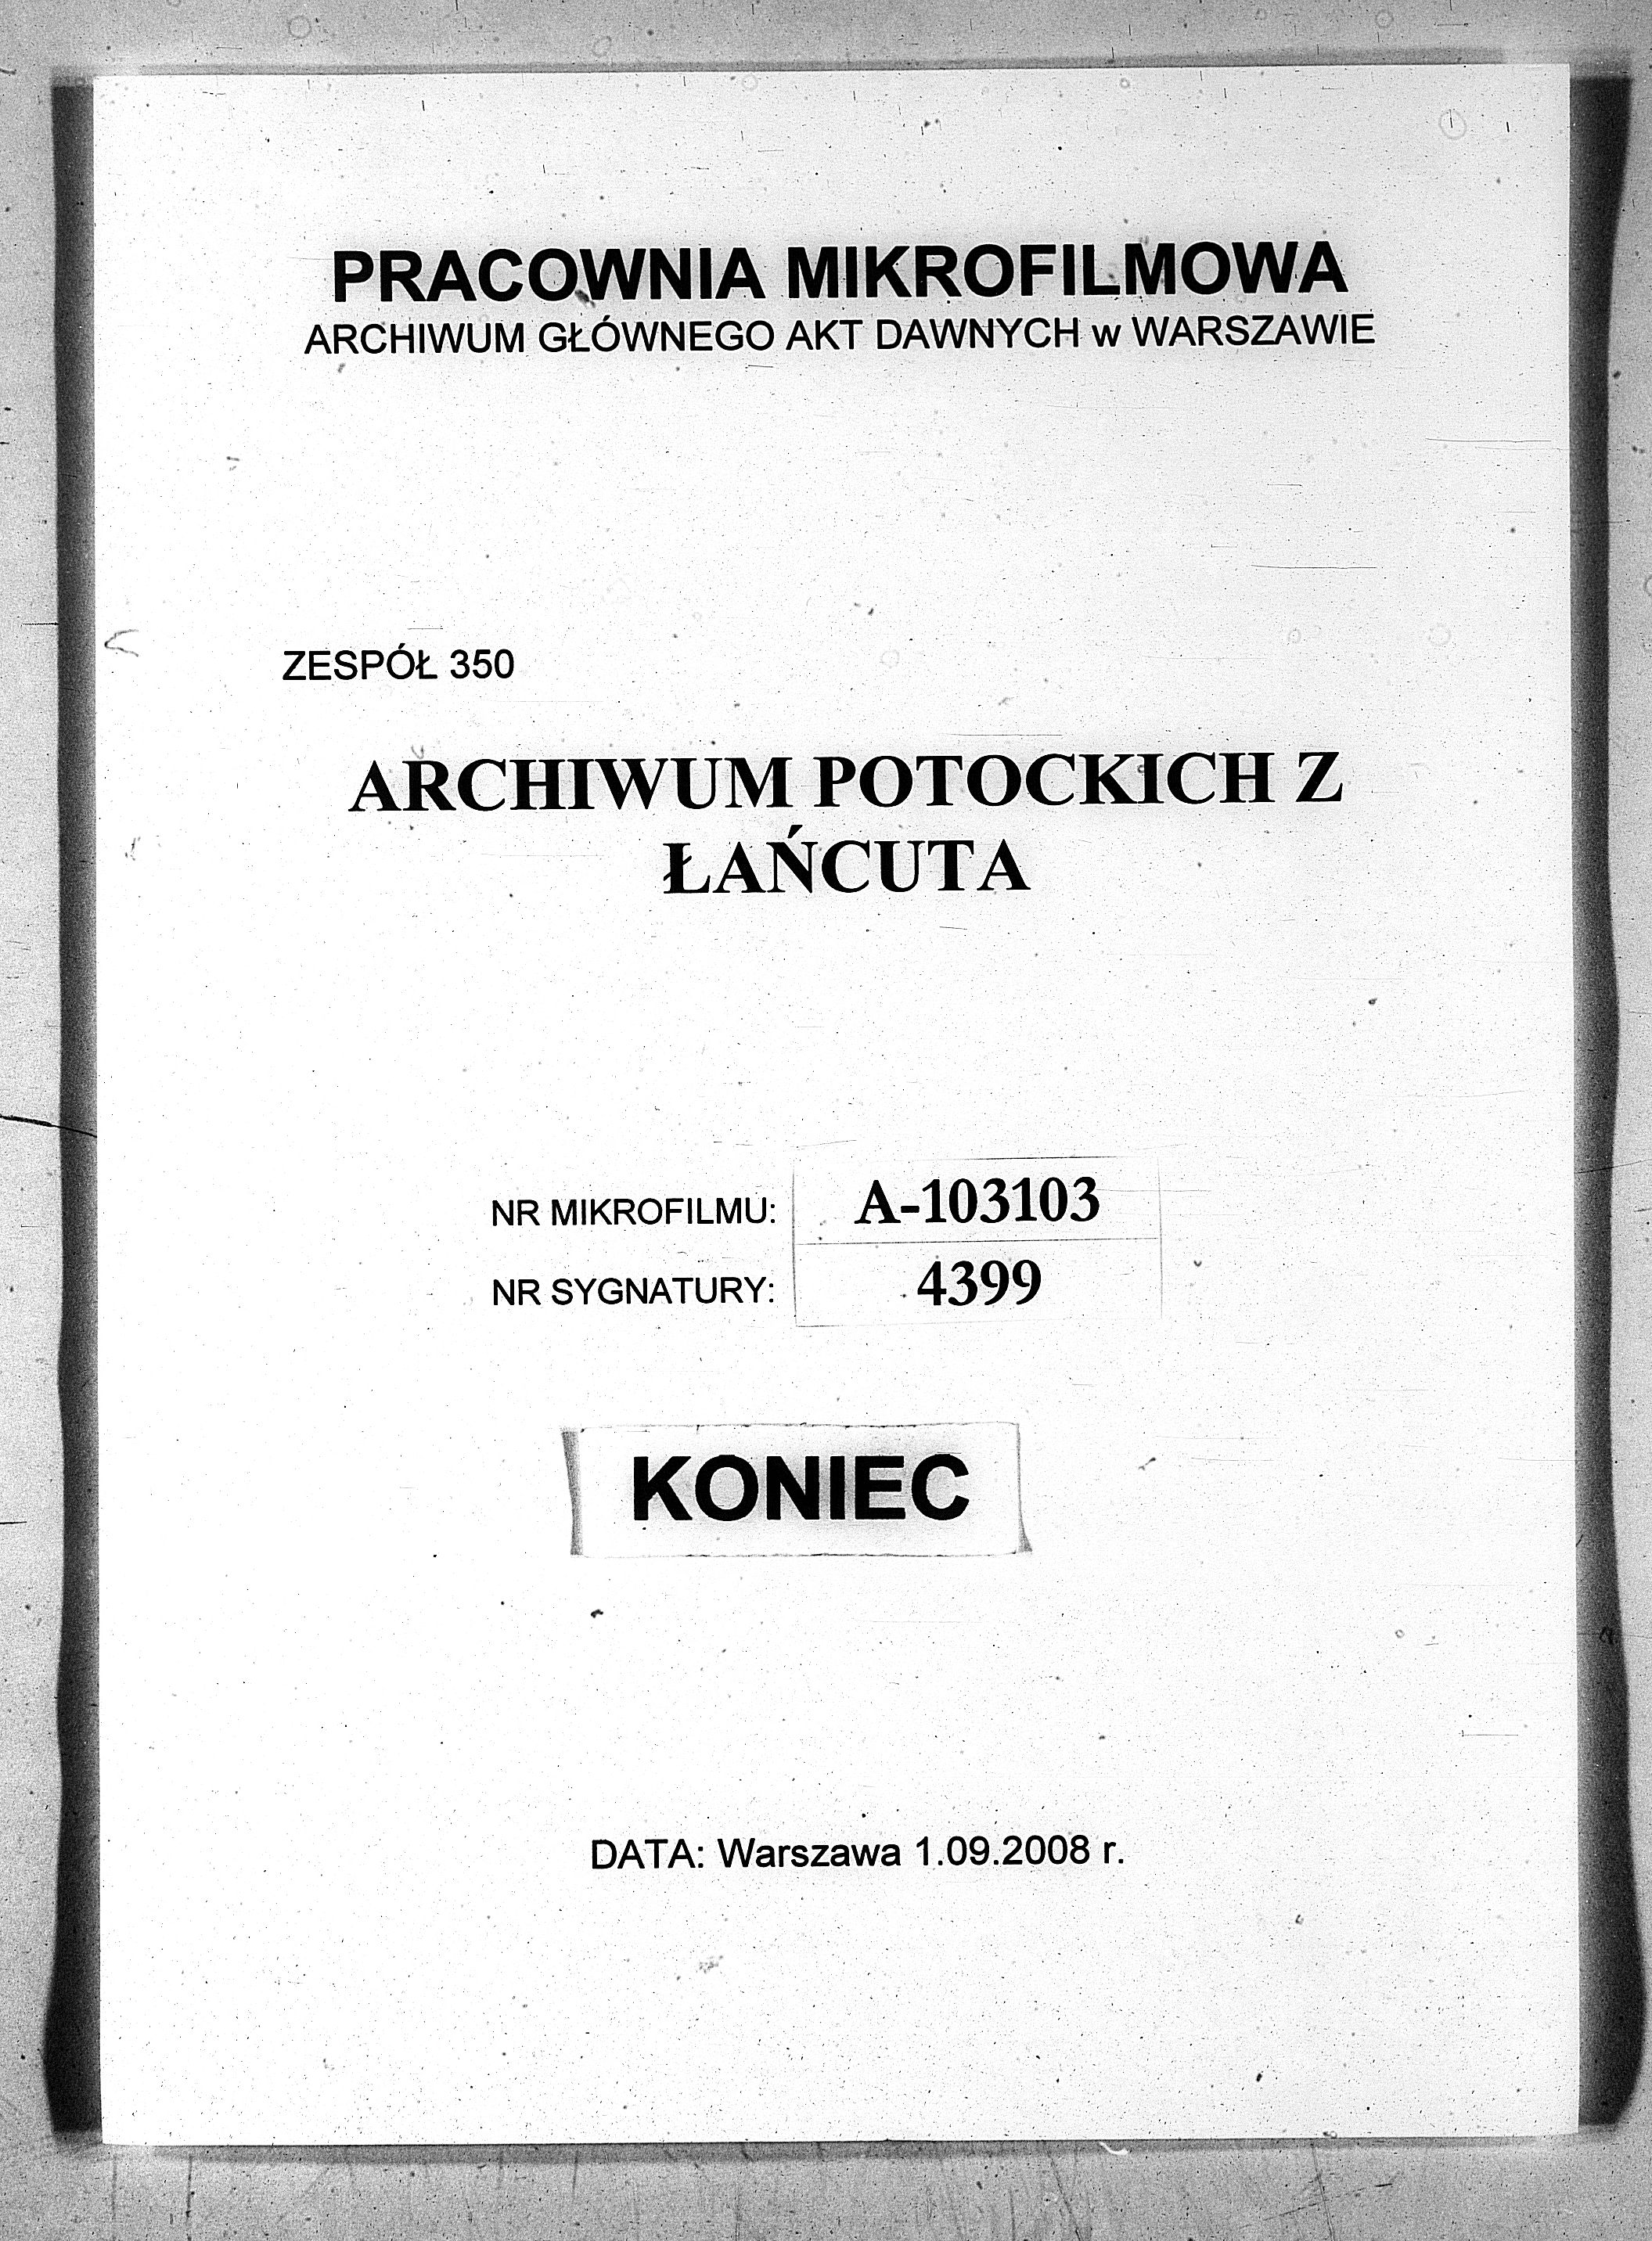 PRACOWNIA MIKROFILMOWA
ARCHIWUM GŁÓWNEGO AKT DAWNYCH w WARSZAWIE
ZESPÓŁ 350
ARCHIWUM POTOCKICH Z
ŁAŃCUTA
NR MIKROFILMU: A-103103
NR SYGNATURY: 4399
KONIEC
DATA: Warszawa 1.09.2008 r.